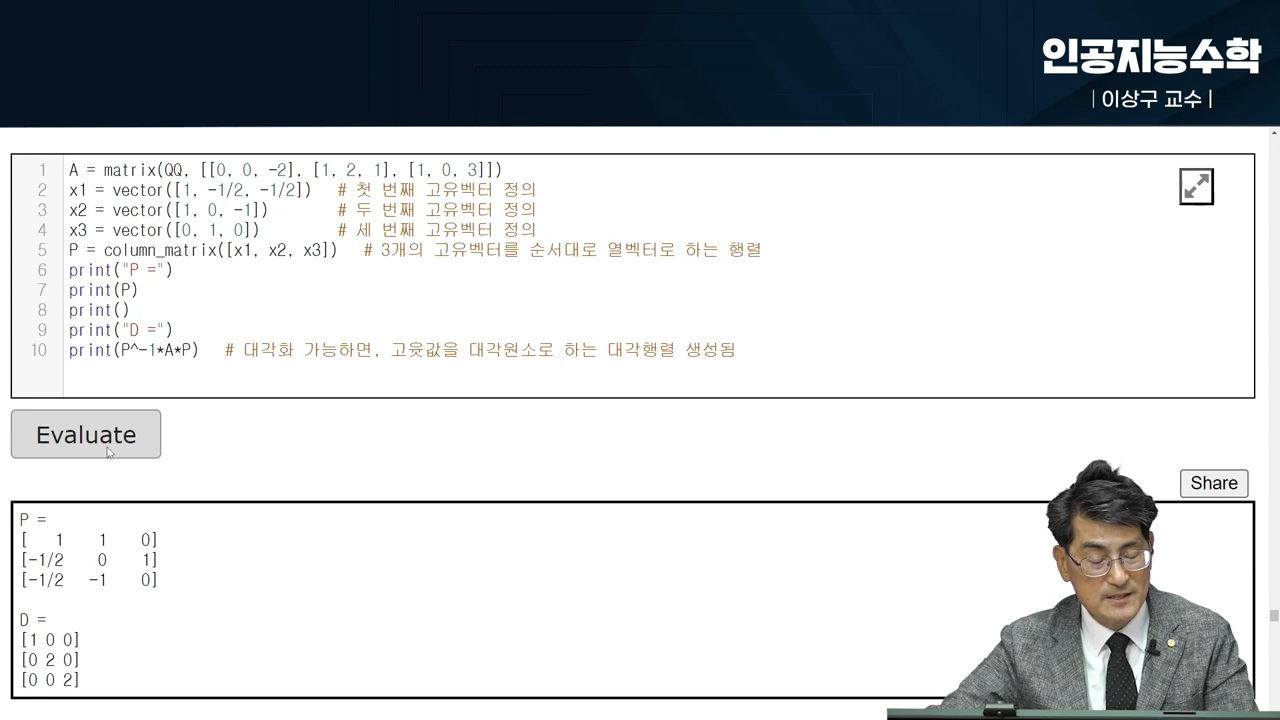 인공지능수학
| 이상구 교수 |
1 A = matrix(QQ, [[0, 0, -2], [1, 2, 1], [1, 0, 3]])
2 x1 = vector([1, -1/2, -1/2])   # 첫 번째 고유벡터 정의
3 x2 = vector([1, 0, -1])        # 두 번째 고유벡터 정의
4 x3 = vector([0, 1, 0])         # 세 번째 고유벡터 정의
5 P = column_matrix([x1, x2, x3])   # 3개의 고유벡터를 순서대로 열벡터로 하는 행렬
6 print("P =")
7 print(P)
8 print()
9 print("D =")
10 print(P^-1*A*P)   # 대각화 가능하면, 고윳값을 대각원소로 하는 대각행렬 생성됨
Evaluate
Share
P =
[   1    1    0]
[-1/2    0    1]
[-1/2   -1    0]
D =
[1 0 0]
[0 2 0]
[0 0 2]